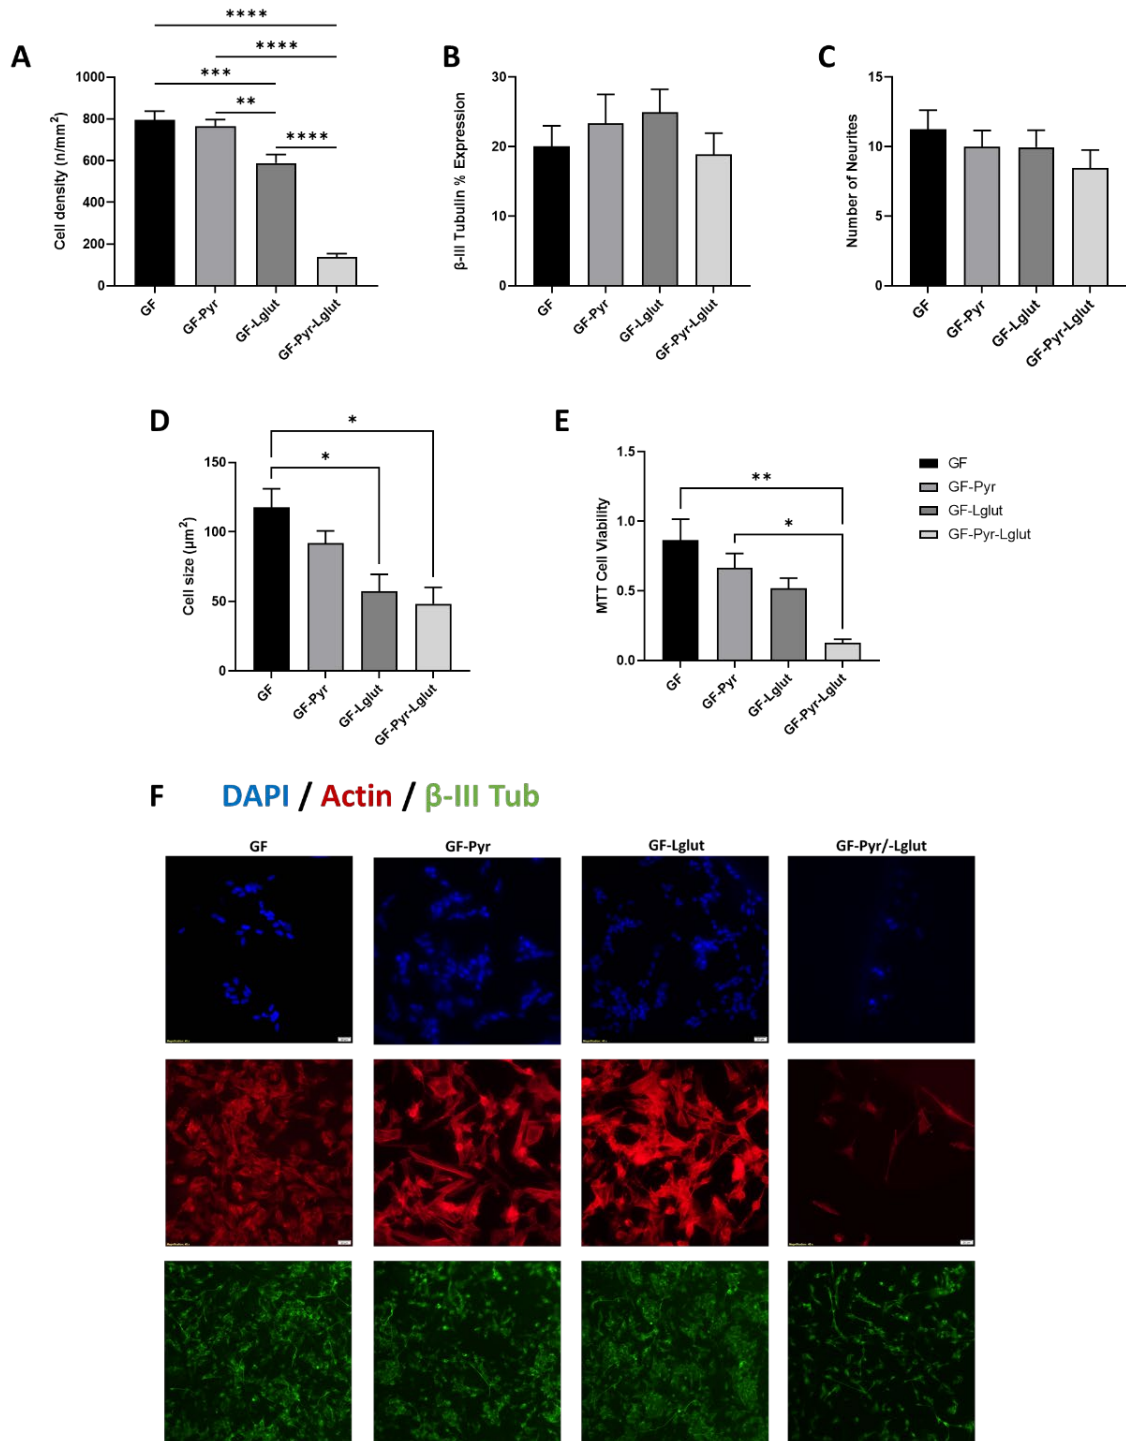 ****
****
***
**
****
A
Cell density (n/mm²)
1000
800
600
400
200
0
GF
GF-Pyr
GF-Lglut
GF-Pyr-Lglut
B
β-III Tubulin % Expression
30
20
10
0
GF
GF-Pyr
GF-Lglut
GF-Pyr-Lglut
C
Number of Neurites
15
10
5
0
GF
GF-Pyr
GF-Lglut
GF-Pyr-Lglut
D
*
*
Cell size (µm²)
150
100
50
0
GF
GF-Pyr
GF-Lglut
GF-Pyr-Lglut
E
**
*
MTT Cell Viability
1.5
1.0
0.5
0.0
GF
GF-Pyr
GF-Lglut
GF-Pyr-Lglut
GF
GF-Pyr
GF-Lglut
GF-Pyr-Lglut
F DAPI / Actin / β-III Tub
GF GF-Pyr GF-Lglut GF-Pyr/-Lglut